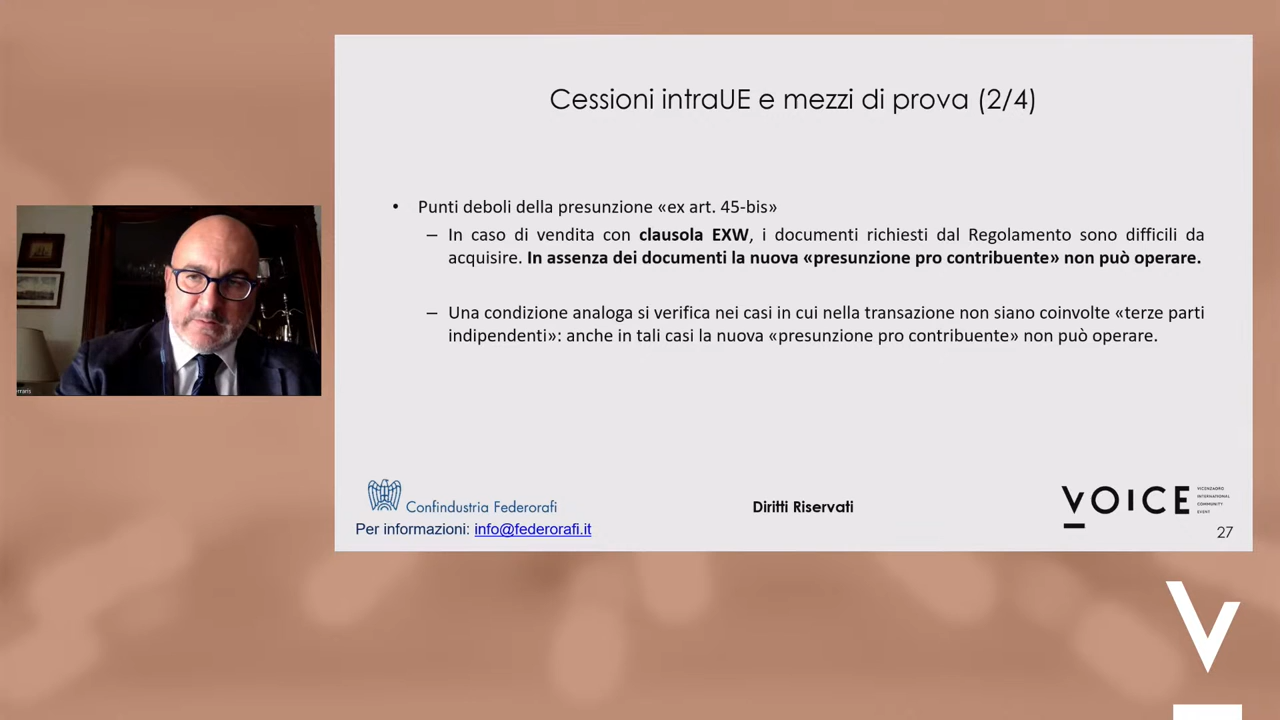 Cessioni intraUE e mezzi di prova (2/4)
• Punti deboli della presunzione «ex art. 45-bis»
– In caso di vendita con clausola EXW, i documenti richiesti dal Regolamento sono difficili da
acquisire. In assenza dei documenti la nuova «presunzione pro contribuente» non può operare.
– Una condizione analoga si verifica nei casi in cui nella transazione non siano coinvolte «terze parti
indipendenti»: anche in tali casi la nuova «presunzione pro contribuente» non può operare.
Confindustria Federorafi
Per informazioni: info@federorafi.it
Diritti Riservati
VOICE
VICENZAORO
INTERNATIONAL
COMMUNITY
EVENT
27
V